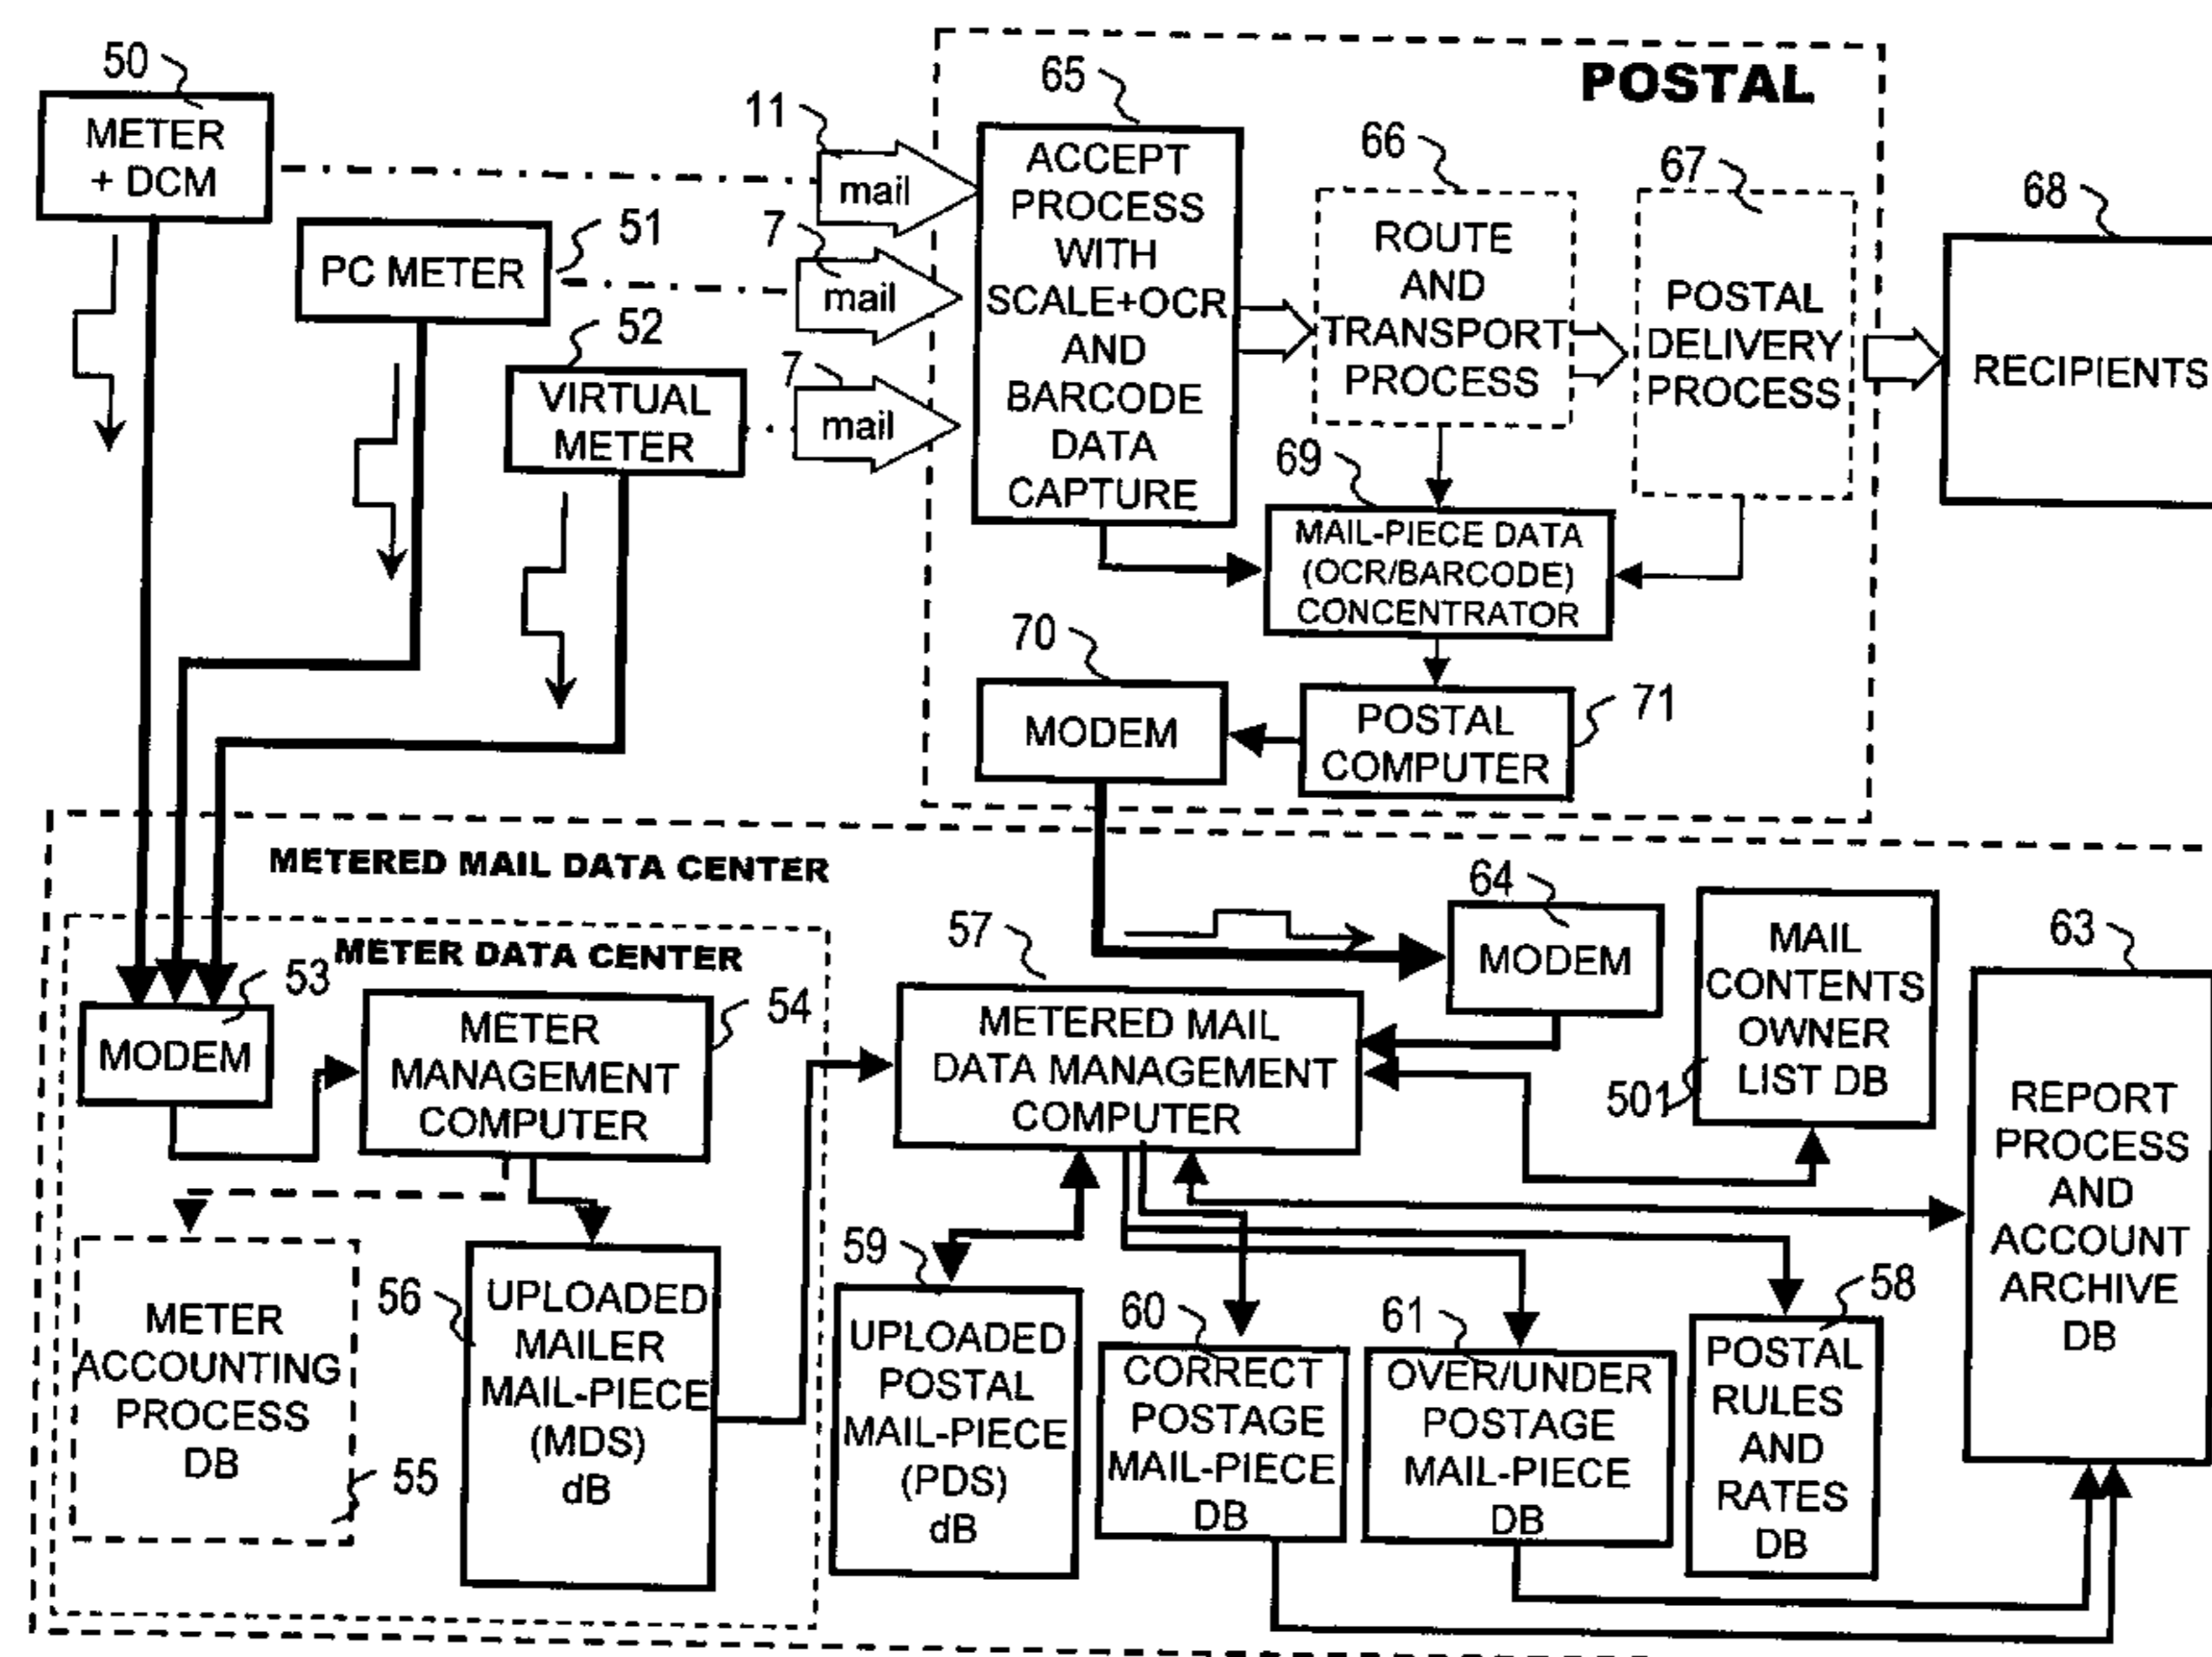 50
METER
+ DCM
11
mail
65
ACCEPT
PROCESS
WITH
SCALE+OCR
AND
BARCODE
DATA
CAPTURE
POSTAL
66
ROUTE
AND
TRANSPORT
PROCESS
67
POSTAL
DELIVERY
PROCESS
68
RECIPIENTS
51
PC METER
7
mail
52
VIRTUAL
METER
7
mail
69
MAIL-PIECE DATA
(OCR/BARCODE)
CONCENTRATOR
70
MODEM
71
POSTAL
COMPUTER
METERED MAIL DATA CENTER
METER DATA CENTER
53
MODEM
54
METER
MANAGEMENT
COMPUTER
57
METERED MAIL
DATA MANAGEMENT
COMPUTER
64
MODEM
501
MAIL
CONTENTS
OWNER
LIST DB
63
REPORT
PROCESS
AND
ACCOUNT
ARCHIVE
DB
METER
ACCOUNTING
PROCESS
DB
55
56
UPLOADED
MAILER
MAIL-PIECE
(MDS)
dB
59
UPLOADED
POSTAL
MAIL-PIECE
(PDS)
dB
60
CORRECT
POSTAGE
MAIL-PIECE
DB
61
OVER/UNDER
POSTAGE
MAIL-PIECE
DB
58
POSTAL
RULES
AND
RATES
DB